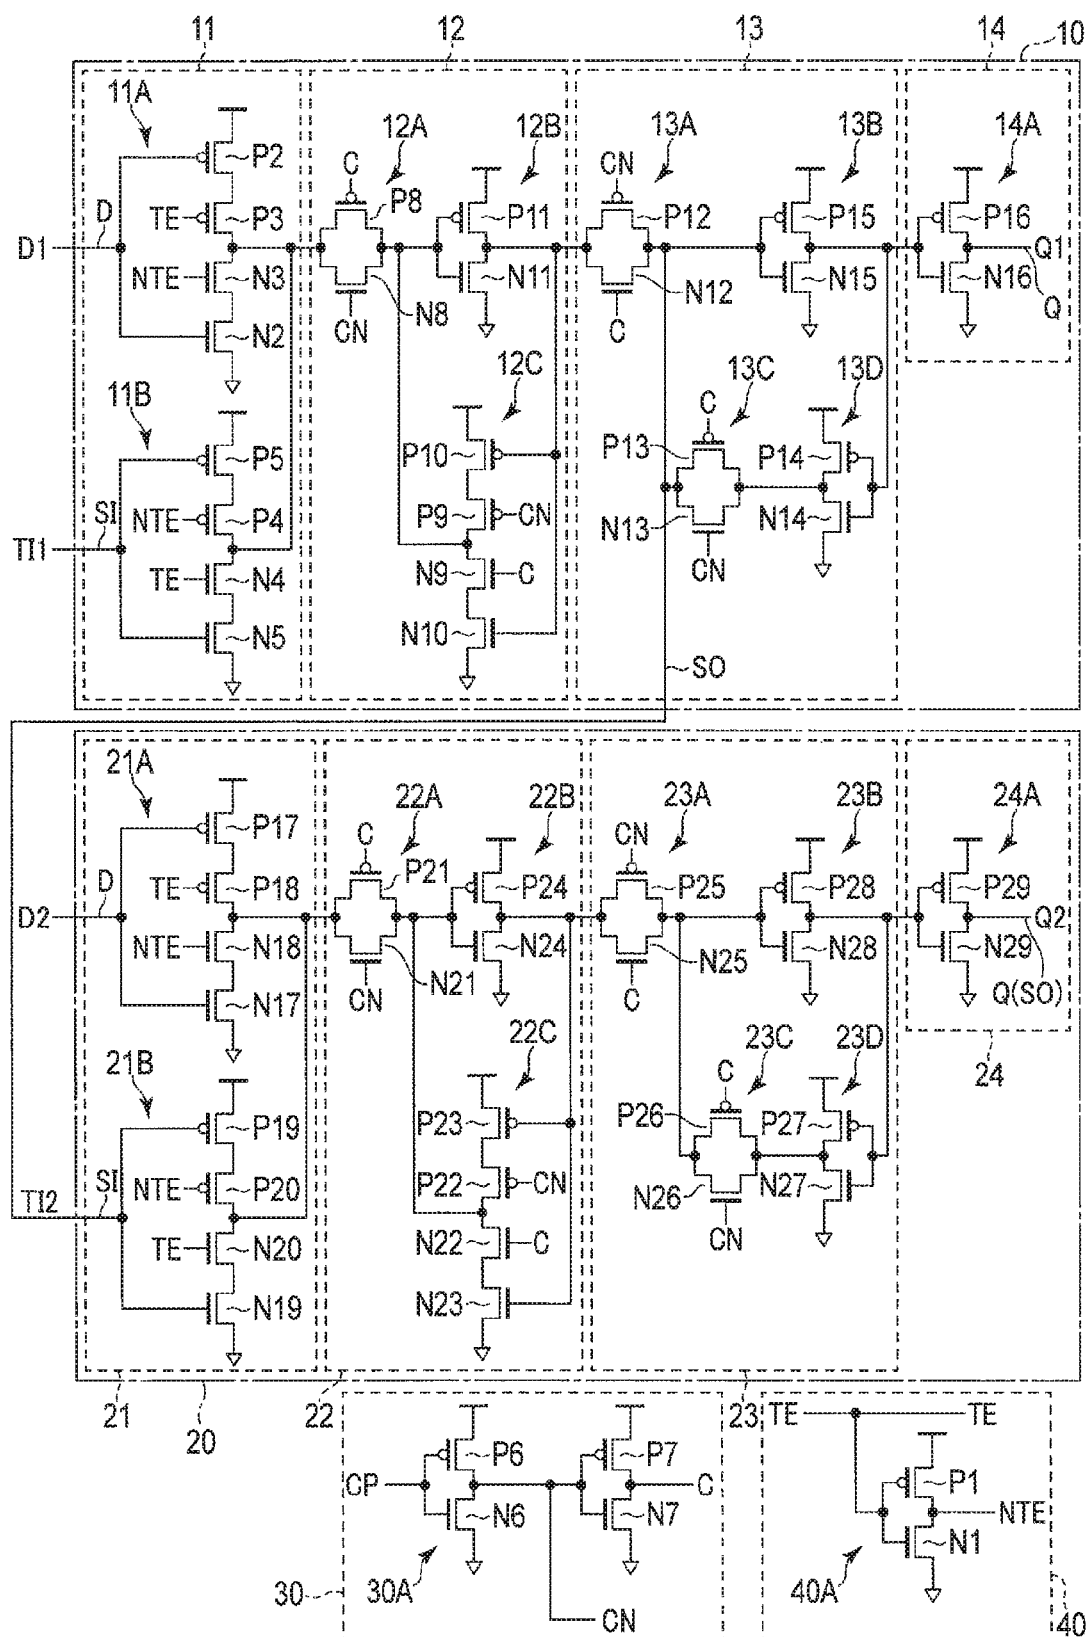 11 12 13 14 10
11A
12A 12B 13A 13B 14A
P2
C P8 P11 CN P12 P15 P16
D TE P3
D1 Q1
NTE N3 N11 N12 N15 N16
N8 Q
CN C
N2
11B 12C 13C 13D
C
P5 P10 P13 P14
SI NTE P4 P9 CN N13 N14
TI1
TE N4 N9 C CN
N5 N10
SO
21A 22A 22B 23A 23B 24A
P17 C P21 P24 CN P25 P28 P29
D TE P18
D2 Q2
NTE N18 N21 N24 N25 N28 N29
CN C Q(SO)
N17
21B 22C 23C 23D 24
C
P19 P23 P26 P27
SI NTE P20 P22 CN N26 N27
TI2
TE N20 N22 C CN
N19 N23
21 20 22 23
TE TE
P6 P7 P1
CP C
N6 N7 NTE
N1
30 30A 40A 40
CN